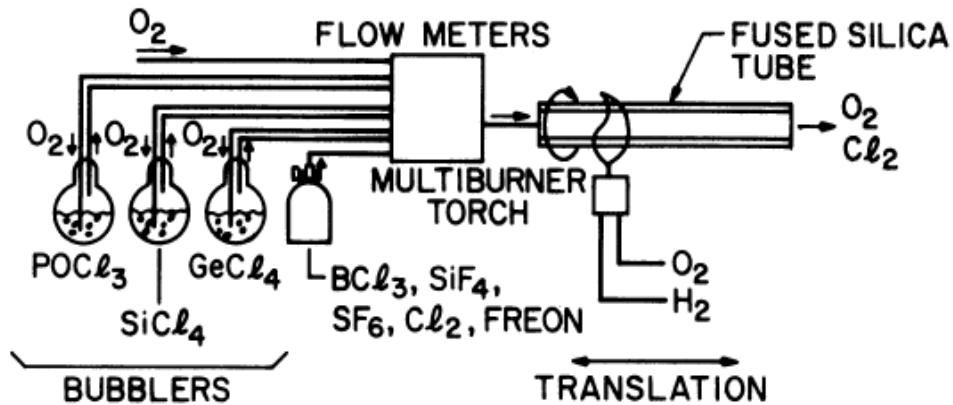 O₂
FLOW METERS
FUSED SILICA
TUBE
O₂
Cℓ₂
O₂
O₂
O₂
MULTIBURNER
TORCH
POCℓ₃
GeCℓ₄
SiCℓ₄
BCℓ₃, SiF₄,
SF₆, Cℓ₂, FREON
O₂
H₂
BUBBLERS
TRANSLATION